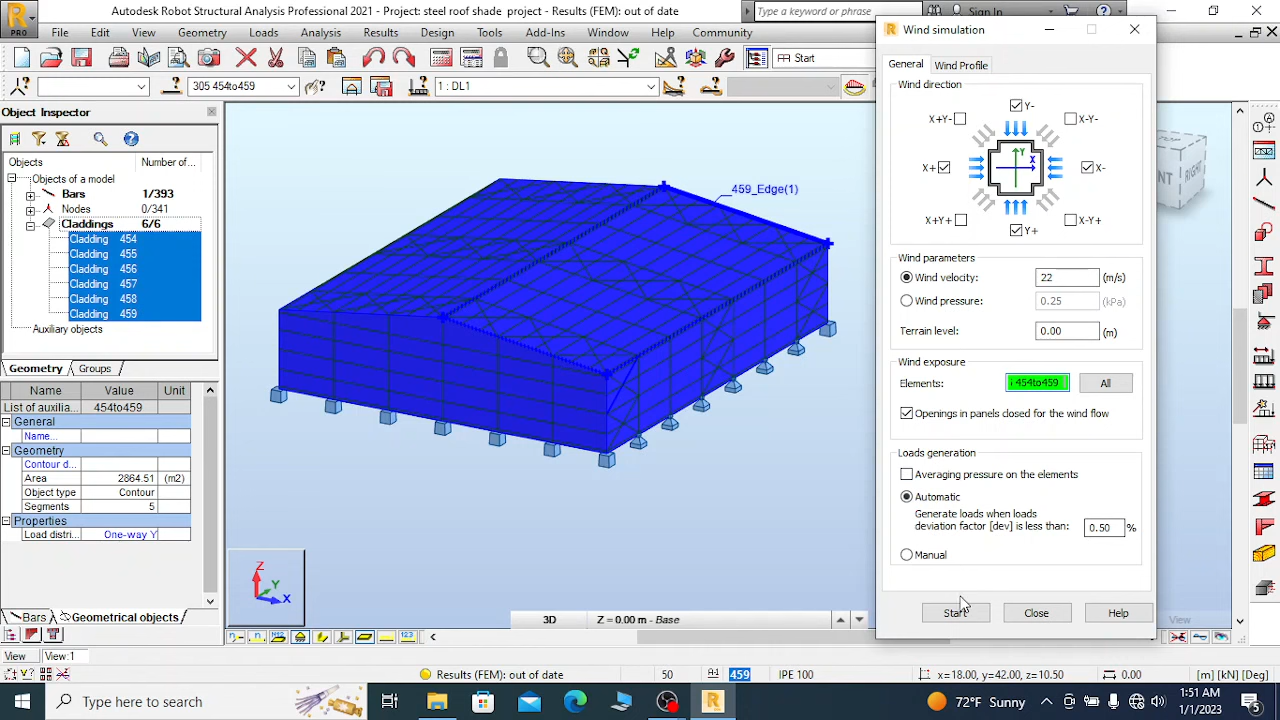 Autodesk Robot Structural Analysis Professional 2021 - Project: steel roof shade project - Results (FEM): out of date
Type a keyword or phrase
Sign In
PRO
File Edit View Geometry Loads Analysis Results Design Tools Add-Ins Window Help Community
Start
305 454to459
1 : DL1
Object Inspector
Objects
Number of...
Objects of a model
Bars 1/393
Nodes 0/341
Claddings 6/6
Cladding 454
Cladding 455
Cladding 456
Cladding 457
Cladding 458
Cladding 459
Auxiliary objects
Geometry Groups
Name Value Unit
List of auxilia... 454to459
General
Name...
Geometry
Contour d...
Area 2864.51 (m2)
Object type Contour
Segments 5
Properties
Load distri... One-way Y
Bars Geometrical objects
459_Edge(1)
RIGHT
Z
Y
X
3D Z = 0.00 m - Base
View
Wind simulation
General Wind Profile
Wind direction
Y-
X+Y- X-Y-
X+ Y X X-
X+Y+ X-Y+
Y+
Wind parameters
Wind velocity: 22 (m/s)
Wind pressure: 0.25 (kPa)
Terrain level: 0.00 (m)
Wind exposure
Elements: 454to459 All
Openings in panels closed for the wind flow
Loads generation
Averaging pressure on the elements
Automatic
Generate loads when loads
deviation factor [dev] is less than: 0.50 %
Manual
Start Close Help
View View:1
Results (FEM): out of date 50 459 IPE 100 x=18.00, y=42.00, z=10.50 0.00 [m] [kN] [Deg]
Type here to search
72°F Sunny
1:51 AM
1/1/2023